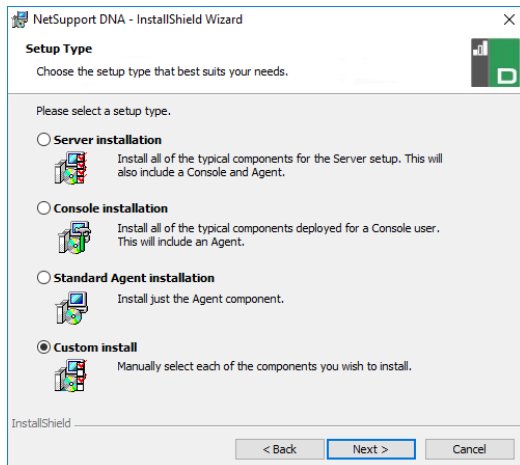 NetSupport DNA - InstallShield Wizard
Setup Type
Choose the setup type that best suits your needs.
D
Please select a setup type.
Server installation
Install all of the typical components for the Server setup. This will
also include a Console and Agent.
Console installation
Install all of the typical components deployed for a Console user.
This will include an Agent.
Standard Agent installation
Install just the Agent component.
Custom install
Manually select each of the components you wish to install.
InstallShield
< Back Next > Cancel